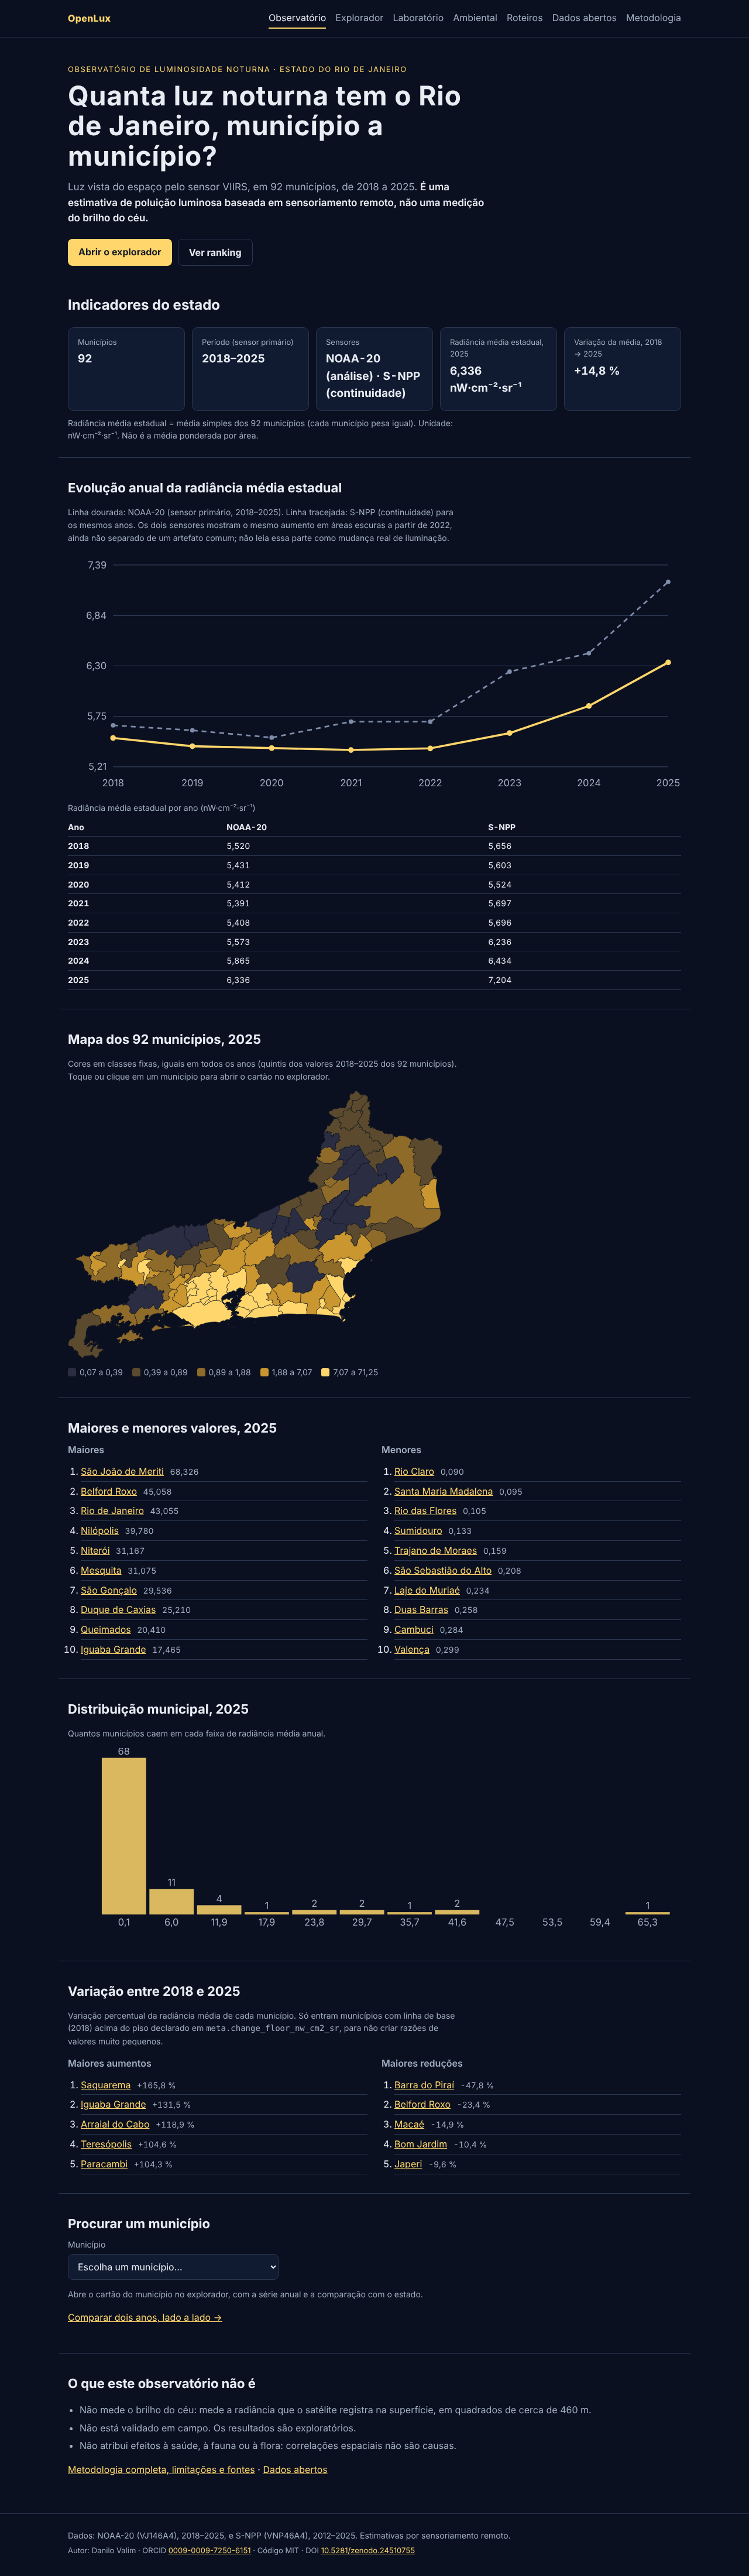 OpenLux
Observatório Explorador Laboratório Ambiental Roteiros Dados abertos Metodologia
OBSERVATÓRIO DE LUMINOSIDADE NOTURNA · ESTADO DO RIO DE JANEIRO
Quanta luz noturna tem o Rio
de Janeiro, município a
município?
Luz vista do espaço pelo sensor VIIRS, em 92 municípios, de 2018 a 2025. É uma
estimativa de poluição luminosa baseada em sensoriamento remoto, não uma medição
do brilho do céu.
Abrir o explorador
Ver ranking
Indicadores do estado
Municípios
92
Período (sensor primário)
2018–2025
Sensores
NOAA-20
(análise) · S-NPP
(continuidade)
Radiância média estadual,
2025
6,336
nW·cm⁻²·sr⁻¹
Variação da média, 2018
→ 2025
+14,8 %
Radiância média estadual = média simples dos 92 municípios (cada município pesa igual). Unidade:
nW·cm⁻²·sr⁻¹. Não é a média ponderada por área.
Evolução anual da radiância média estadual
Linha dourada: NOAA-20 (sensor primário, 2018–2025). Linha tracejada: S-NPP (continuidade) para
os mesmos anos. Os dois sensores mostram o mesmo aumento em áreas escuras a partir de 2022,
ainda não separado de um artefato comum; não leia essa parte como mudança real de iluminação.
7,39
6,84
6,30
5,75
5,21
2018 2019 2020 2021 2022 2023 2024 2025
Radiância média estadual por ano (nW·cm⁻²·sr⁻¹)
Ano NOAA-20 S-NPP
2018 5,520 5,656
2019 5,431 5,603
2020 5,412 5,524
2021 5,391 5,697
2022 5,408 5,696
2023 5,573 6,236
2024 5,865 6,434
2025 6,336 7,204
Mapa dos 92 municípios, 2025
Cores em classes fixas, iguais em todos os anos (quintis dos valores 2018–2025 dos 92 municípios).
Toque ou clique em um município para abrir o cartão no explorador.
0,07 a 0,39 0,39 a 0,89 0,89 a 1,88 1,88 a 7,07 7,07 a 71,25
Maiores e menores valores, 2025
Maiores
1. São João de Meriti 68,326
2. Belford Roxo 45,058
3. Rio de Janeiro 43,055
4. Nilópolis 39,780
5. Niterói 31,167
6. Mesquita 31,075
7. São Gonçalo 29,536
8. Duque de Caxias 25,210
9. Queimados 20,410
10. Iguaba Grande 17,465
Menores
1. Rio Claro 0,090
2. Santa Maria Madalena 0,095
3. Rio das Flores 0,105
4. Sumidouro 0,133
5. Trajano de Moraes 0,159
6. São Sebastião do Alto 0,208
7. Laje do Muriaé 0,234
8. Duas Barras 0,258
9. Cambuci 0,284
10. Valença 0,299
Distribuição municipal, 2025
Quantos municípios caem em cada faixa de radiância média anual.
68 11 4 1 2 2 1 2 1
0,1 6,0 11,9 17,9 23,8 29,7 35,7 41,6 47,5 53,5 59,4 65,3
Variação entre 2018 e 2025
Variação percentual da radiância média de cada município. Só entram municípios com linha de base
(2018) acima do piso declarado em meta.change_floor_nw_cm2_sr, para não criar razões de
valores muito pequenos.
Maiores aumentos
1. Saquarema +165,8 %
2. Iguaba Grande +131,5 %
3. Arraial do Cabo +118,9 %
4. Teresópolis +104,6 %
5. Paracambi +104,3 %
Maiores reduções
1. Barra do Piraí -47,8 %
2. Belford Roxo -23,4 %
3. Macaé -14,9 %
4. Bom Jardim -10,4 %
5. Japeri -9,6 %
Procurar um município
Município
Escolha um município…
Abre o cartão do município no explorador, com a série anual e a comparação com o estado.
Comparar dois anos, lado a lado →
O que este observatório não é
• Não mede o brilho do céu: mede a radiância que o satélite registra na superfície, em quadrados de cerca de 460 m.
• Não está validado em campo. Os resultados são exploratórios.
• Não atribui efeitos à saúde, à fauna ou à flora: correlações espaciais não são causas.
Metodologia completa, limitações e fontes · Dados abertos
Dados: NOAA-20 (VJ146A4), 2018–2025, e S-NPP (VNP46A4), 2012–2025. Estimativas por sensoriamento remoto.
Autor: Danilo Valim · ORCID 0009-0009-7250-6151 · Código MIT · DOI 10.5281/zenodo.24510755